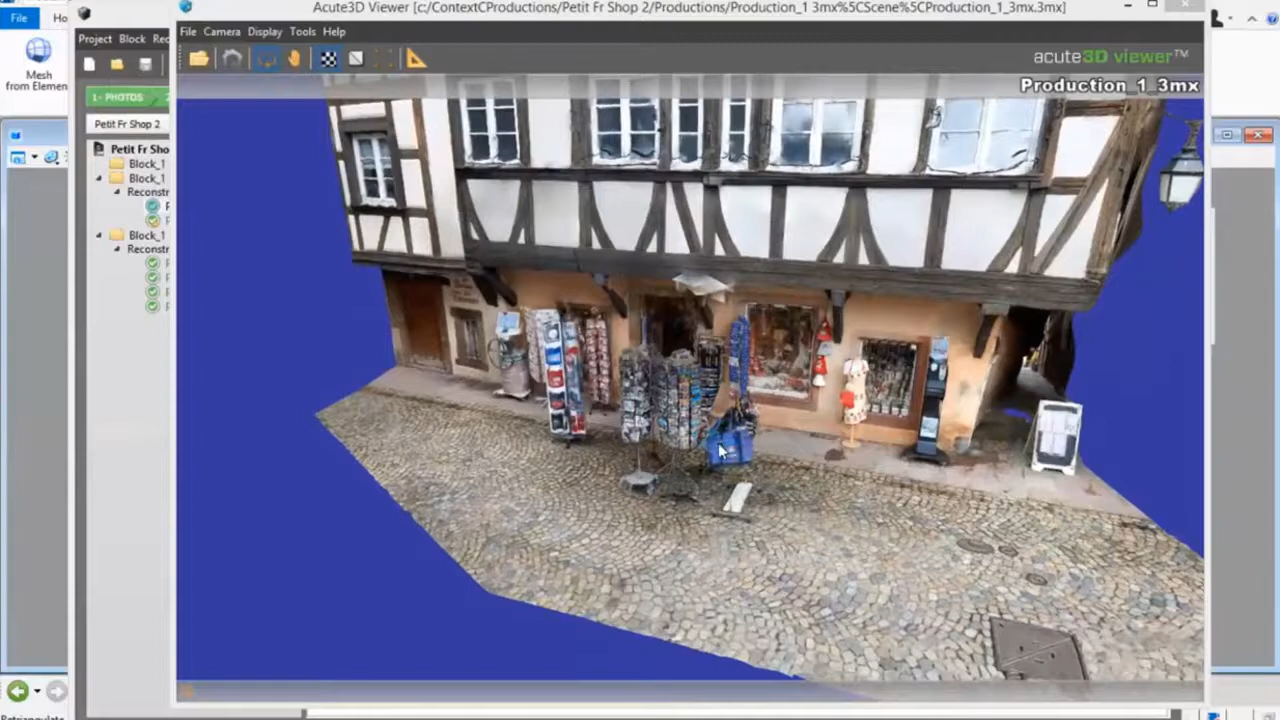 Acute3D Viewer [c:/ContextCProductions/Petit Fr Shop 2/Productions/Production_1 3mx%5CScene%5CProduction_1_3mx.3mx]
File
Ho
Project Block Rec
File Camera Display Tools Help
Mesh
from Elemen
acute3D viewer™
Production_1_3mx
1- PHOTOS
Petit Fr Shop 2
Petit Fr Sho
Block_1
Block_1
Reconstr
Block_1
Reconstr